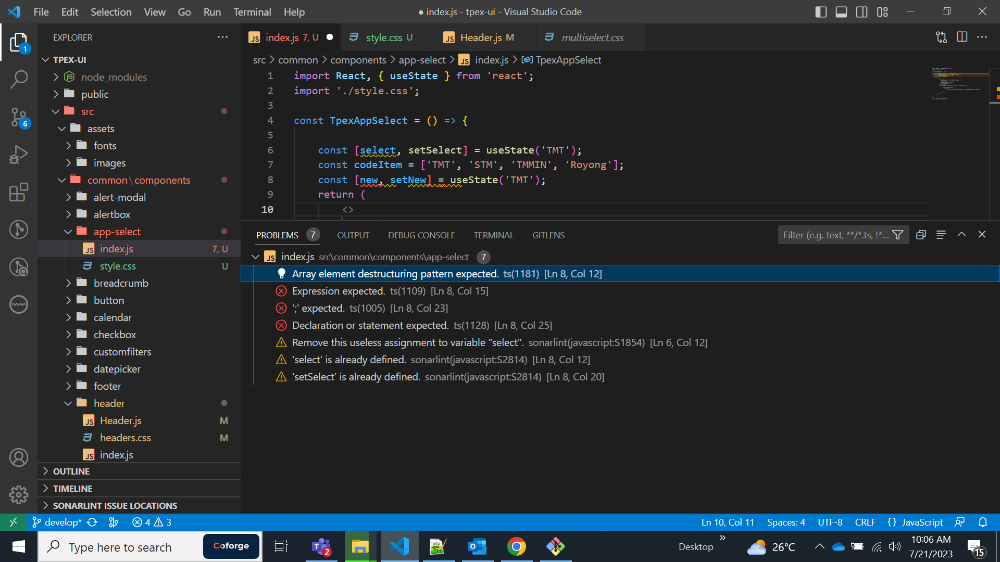 File Edit Selection View Go Run Terminal Help
● index.js - tpex-ui - Visual Studio Code
EXPLORER
TPEX-UI
node_modules
public
src
assets
fonts
images
common\components
alert-modal
alertbox
app-select
index.js 7, U
style.css U
breadcrumb
button
calendar
checkbox
customfilters
datepicker
footer
header
Header.js M
headers.css M
index.js
OUTLINE
TIMELINE
SONARLINT ISSUE LOCATIONS
1
6
index.js 7, U style.css U Header.js M multiselect.css
src > common > components > app-select > JS index.js > TpexAppSelect
1 import React, { useState } from 'react';
2 import './style.css';
3
4 const TpexAppSelect = () => {
5
6 const [select, setSelect] = useState('TMT');
7 const codeItem = ['TMT', 'STM', 'TMMIN', 'Royong'];
8 const [new, setNew] = useState('TMT');
9 return (
10 <>
PROBLEMS 7 OUTPUT DEBUG CONSOLE TERMINAL GITLENS
Filter (e.g. text, **/*.ts, !*...
index.js src\common\components\app-select 7
Array element destructuring pattern expected. ts(1181) [Ln 8, Col 12]
Expression expected. ts(1109) [Ln 8, Col 15]
';' expected. ts(1005) [Ln 8, Col 23]
Declaration or statement expected. ts(1128) [Ln 8, Col 25]
Remove this useless assignment to variable "select". sonarlint(javascript:S1854) [Ln 6, Col 12]
'select' is already defined. sonarlint(javascript:S2814) [Ln 8, Col 12]
'setSelect' is already defined. sonarlint(javascript:S2814) [Ln 8, Col 20]
develop* 4 3
Ln 10, Col 11 Spaces: 4 UTF-8 CRLF {} JavaScript
Type here to search
Coforge
2
Desktop
26°C
10:06 AM
7/21/2023
15